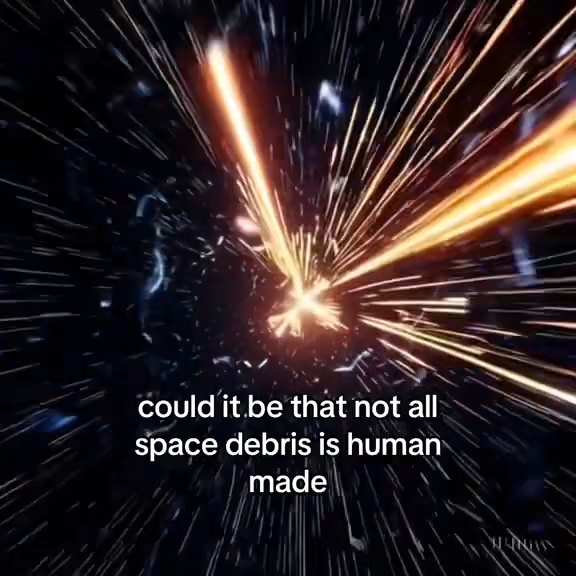 could it be that not all
space debris is human
made